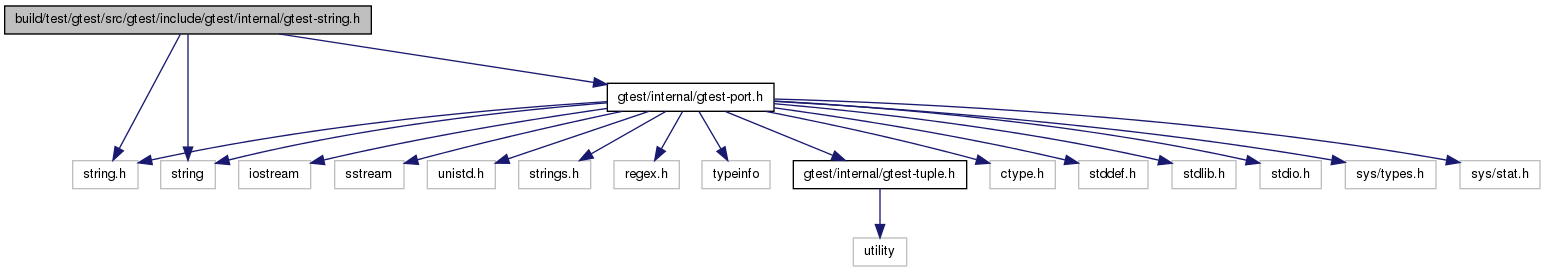 build/test/gtest/src/gtest/include/gtest/internal/gtest-string.h
gtest/internal/gtest-port.h
string.h
string
iostream
sstream
unistd.h
strings.h
regex.h
typeinfo
gtest/internal/gtest-tuple.h
ctype.h
stddef.h
stdlib.h
stdio.h
sys/types.h
sys/stat.h
utility